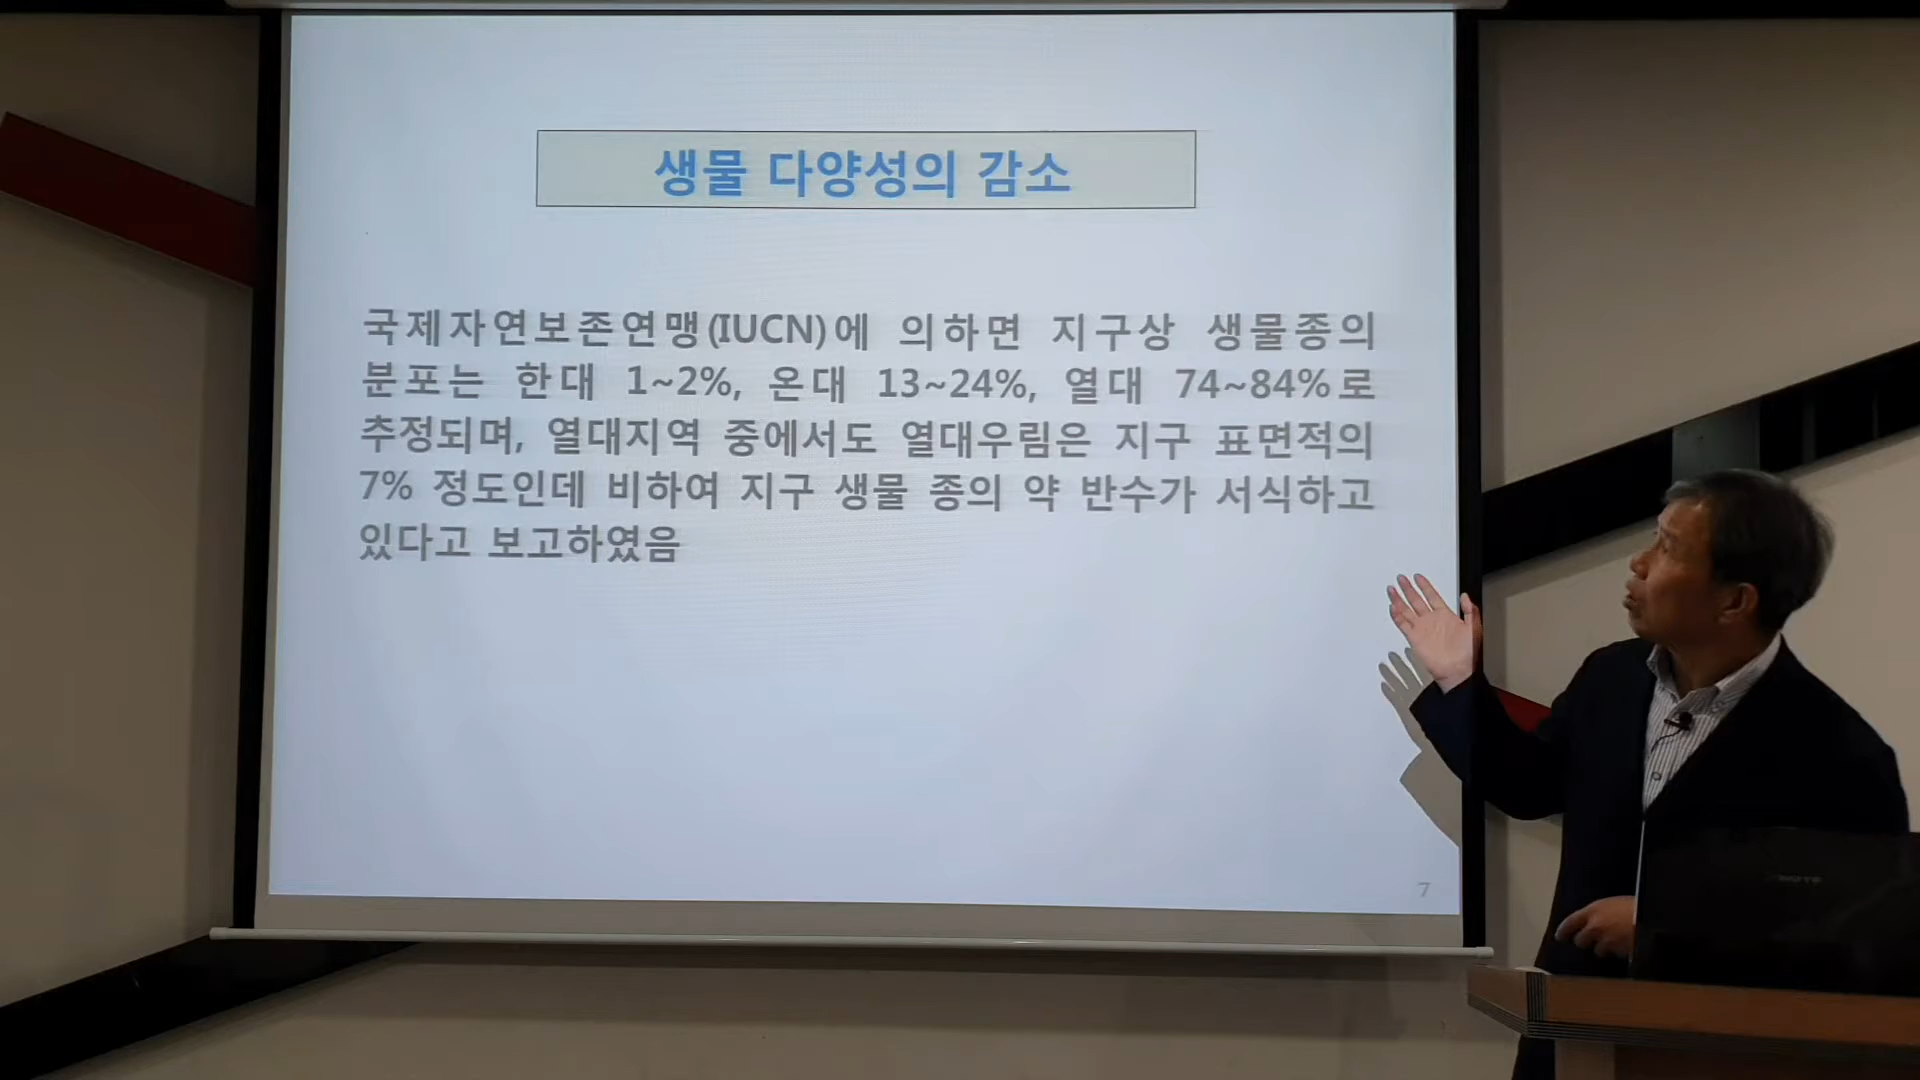 생물 다양성의 감소
국제자연보존연맹(IUCN)에 의하면 지구상 생물종의
분포는 한대 1~2%, 온대 13~24%, 열대 74~84%로
추정되며, 열대지역 중에서도 열대우림은 지구 표면적의
7% 정도인데 비하여 지구 생물 종의 약 반수가 서식하고
있다고 보고하였음
7